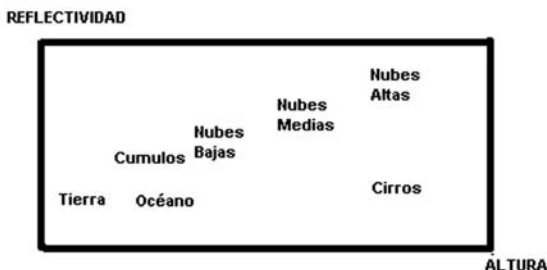 REFLECTIVIDAD
Nubes
Altas
Nubes
Medias
Nubes
Bajas
Cumulos
Cirros
Tierra
Océano
ALTURA